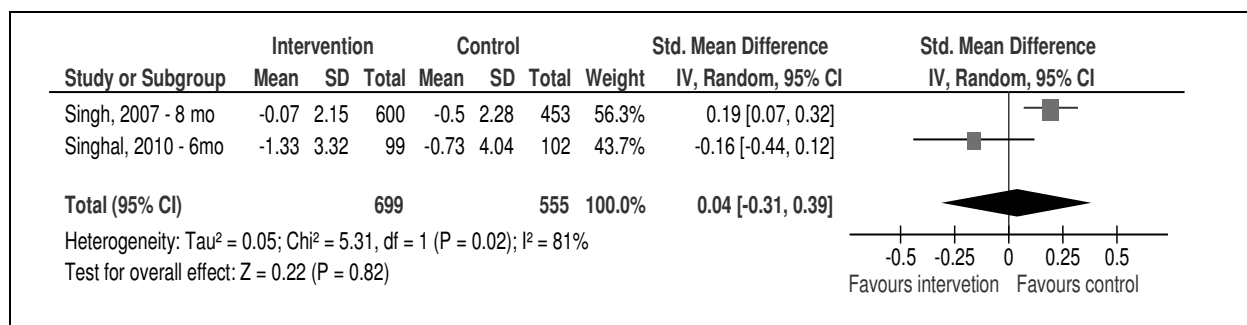 Intervention Control Std. Mean Difference Std. Mean Difference
Study or Subgroup Mean SD Total Mean SD Total Weight IV, Random, 95% CI IV, Random, 95% CI
Singh, 2007 - 8 mo -0.07 2.15 600 -0.5 2.28 453 56.3% 0.19 [0.07, 0.32]
Singhal, 2010 - 6mo -1.33 3.32 99 -0.73 4.04 102 43.7% -0.16 [-0.44, 0.12]
Total (95% CI) 699 555 100.0% 0.04 [-0.31, 0.39]
Heterogeneity: Tau² = 0.05; Chi² = 5.31, df = 1 (P = 0.02); I² = 81%
Test for overall effect: Z = 0.22 (P = 0.82)
-0.5 -0.25 0 0.25 0.5
Favours intervetion Favours control